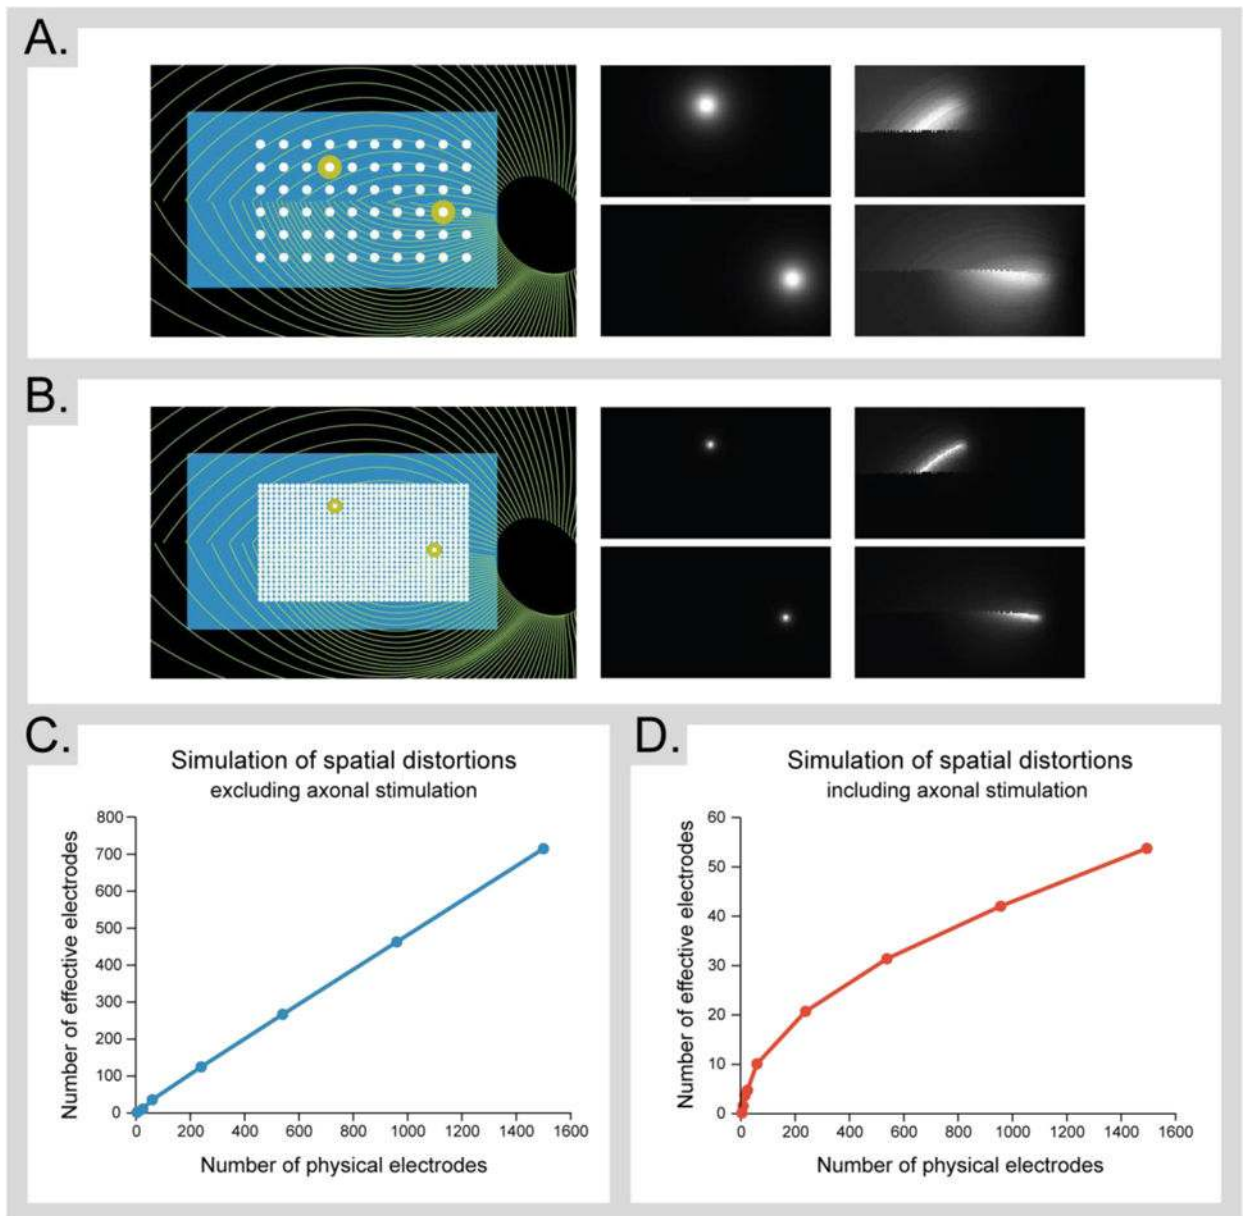 A.
B.
C.
Simulation of spatial distortions
excluding axonal stimulation
Number of effective electrodes
800
700
600
500
400
300
200
100
0
0 200 400 600 800 1000 1200 1400 1600
Number of physical electrodes
D.
Simulation of spatial distortions
including axonal stimulation
Number of effective electrodes
60
50
40
30
20
10
0
0 200 400 600 800 1000 1200 1400 1600
Number of physical electrodes